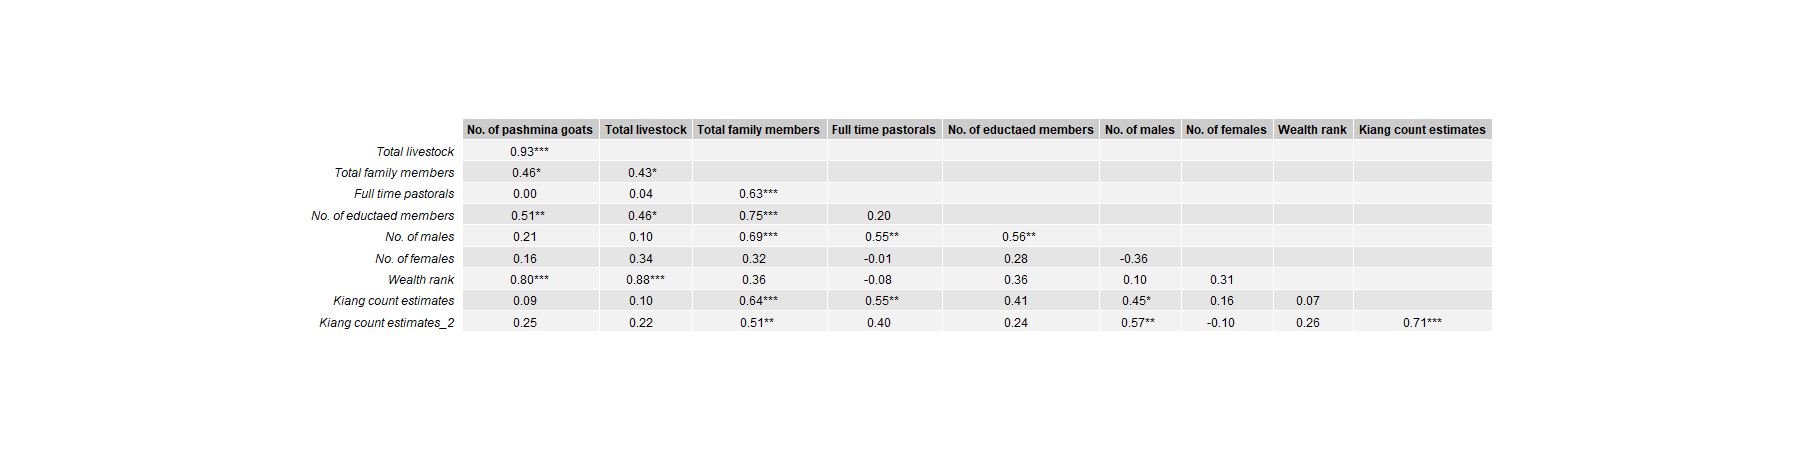 No. of pashmina goats Total livestock Total family members Full time pastorals No. of eductaed members No. of males No. of females Wealth rank Kiang count estimates
Total livestock 0.93***
Total family members 0.46* 0.43*
Full time pastorals 0.00 0.04 0.63***
No. of eductaed members 0.51** 0.46* 0.75*** 0.20
No. of males 0.21 0.10 0.69*** 0.55** 0.56**
No. of females 0.16 0.34 0.32 -0.01 0.28 -0.36
Wealth rank 0.80*** 0.88*** 0.36 -0.08 0.36 0.10 0.31
Kiang count estimates 0.09 0.10 0.64*** 0.55** 0.41 0.45* 0.16 0.07
Kiang count estimates_2 0.25 0.22 0.51** 0.40 0.24 0.57** -0.10 0.26 0.71***